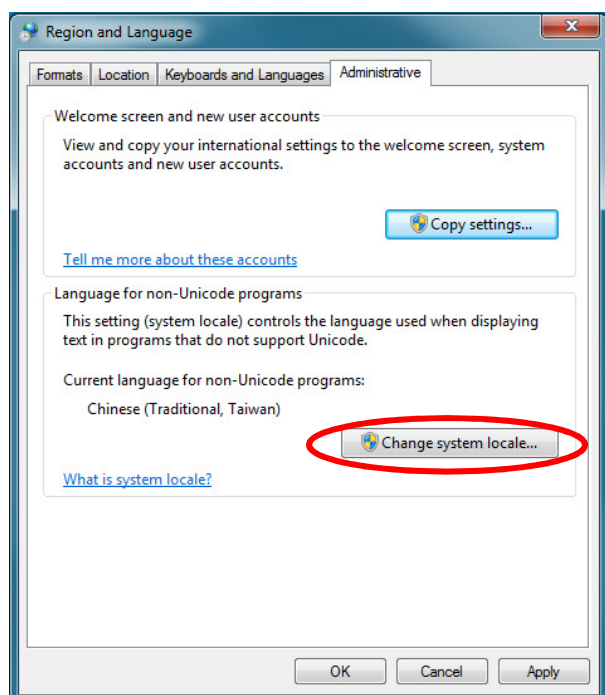 Region and Language
Formats Location Keyboards and Languages Administrative
Welcome screen and new user accounts
View and copy your international settings to the welcome screen, system
accounts and new user accounts.
Copy settings...
Tell me more about these accounts
Language for non-Unicode programs
This setting (system locale) controls the language used when displaying
text in programs that do not support Unicode.
Current language for non-Unicode programs:
Chinese (Traditional, Taiwan)
Change system locale...
What is system locale?
OK Cancel Apply